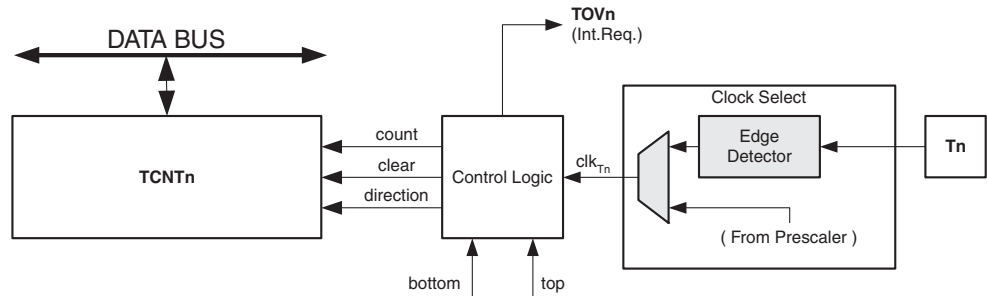 TOVn
(Int.Req.)
DATA BUS
Clock Select
count
Edge
Detector
Tn
TCNTn
clear
Control Logic
clkTn
direction
( From Prescaler )
bottom
top